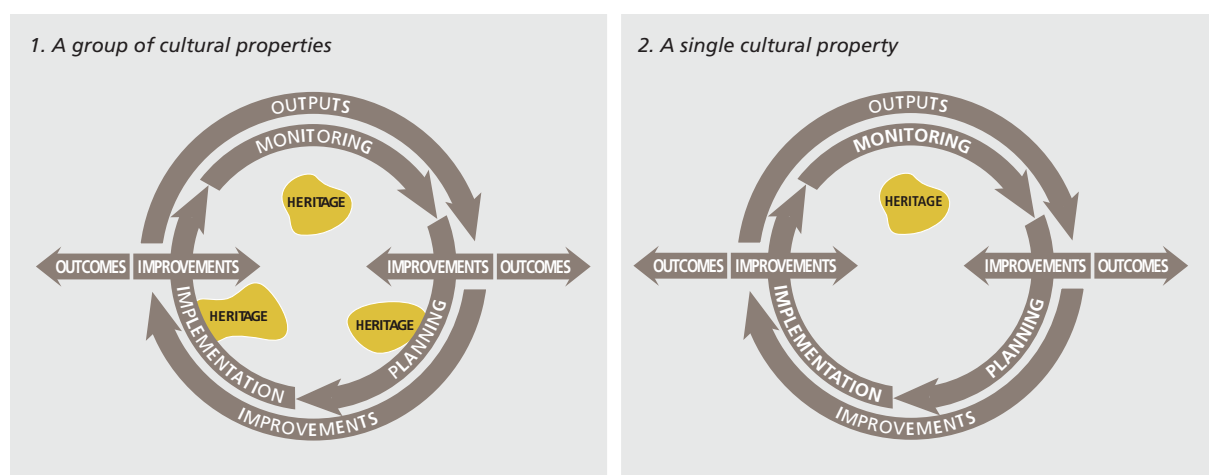 1. A group of cultural properties
OUTPUTS
MONITORING
HERITAGE
OUTCOMES IMPROVEMENTS
IMPROVEMENTS OUTCOMES
HERITAGE
HERITAGE
IMPLEMENTATION
PLANNING
IMPROVEMENTS
2. A single cultural property
OUTPUTS
MONITORING
HERITAGE
OUTCOMES IMPROVEMENTS
IMPROVEMENTS OUTCOMES
IMPLEMENTATION
PLANNING
IMPROVEMENTS